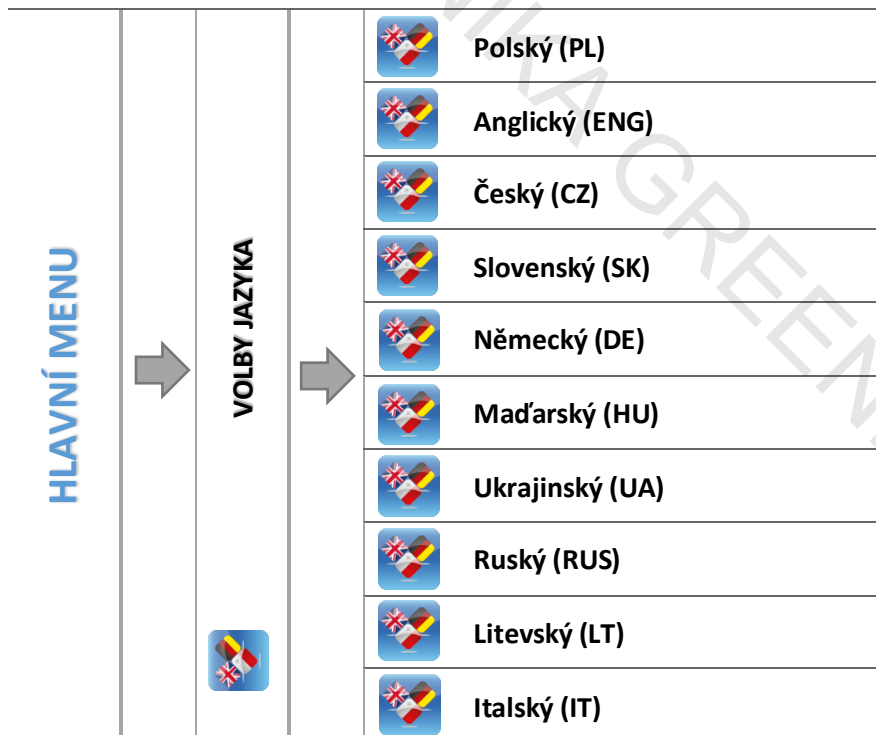 HLAVNÍ MENU
VOLBY JAZYKA
Polský (PL)
Anglický (ENG)
Český (CZ)
Slovenský (SK)
Německý (DE)
Maďarský (HU)
Ukrajinský (UA)
Ruský (RUS)
Litevský (LT)
Italský (IT)
GREEN